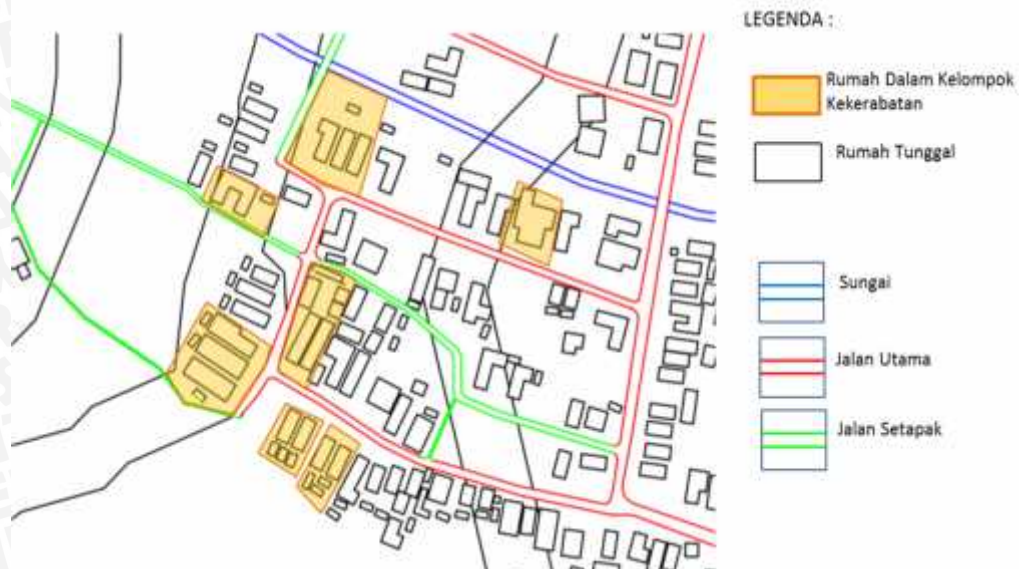 LEGENDA :
Rumah Dalam Kelompok
Kekerabatan
Rumah Tunggal
Sungai
Jalan Utama
Jalan Setapak